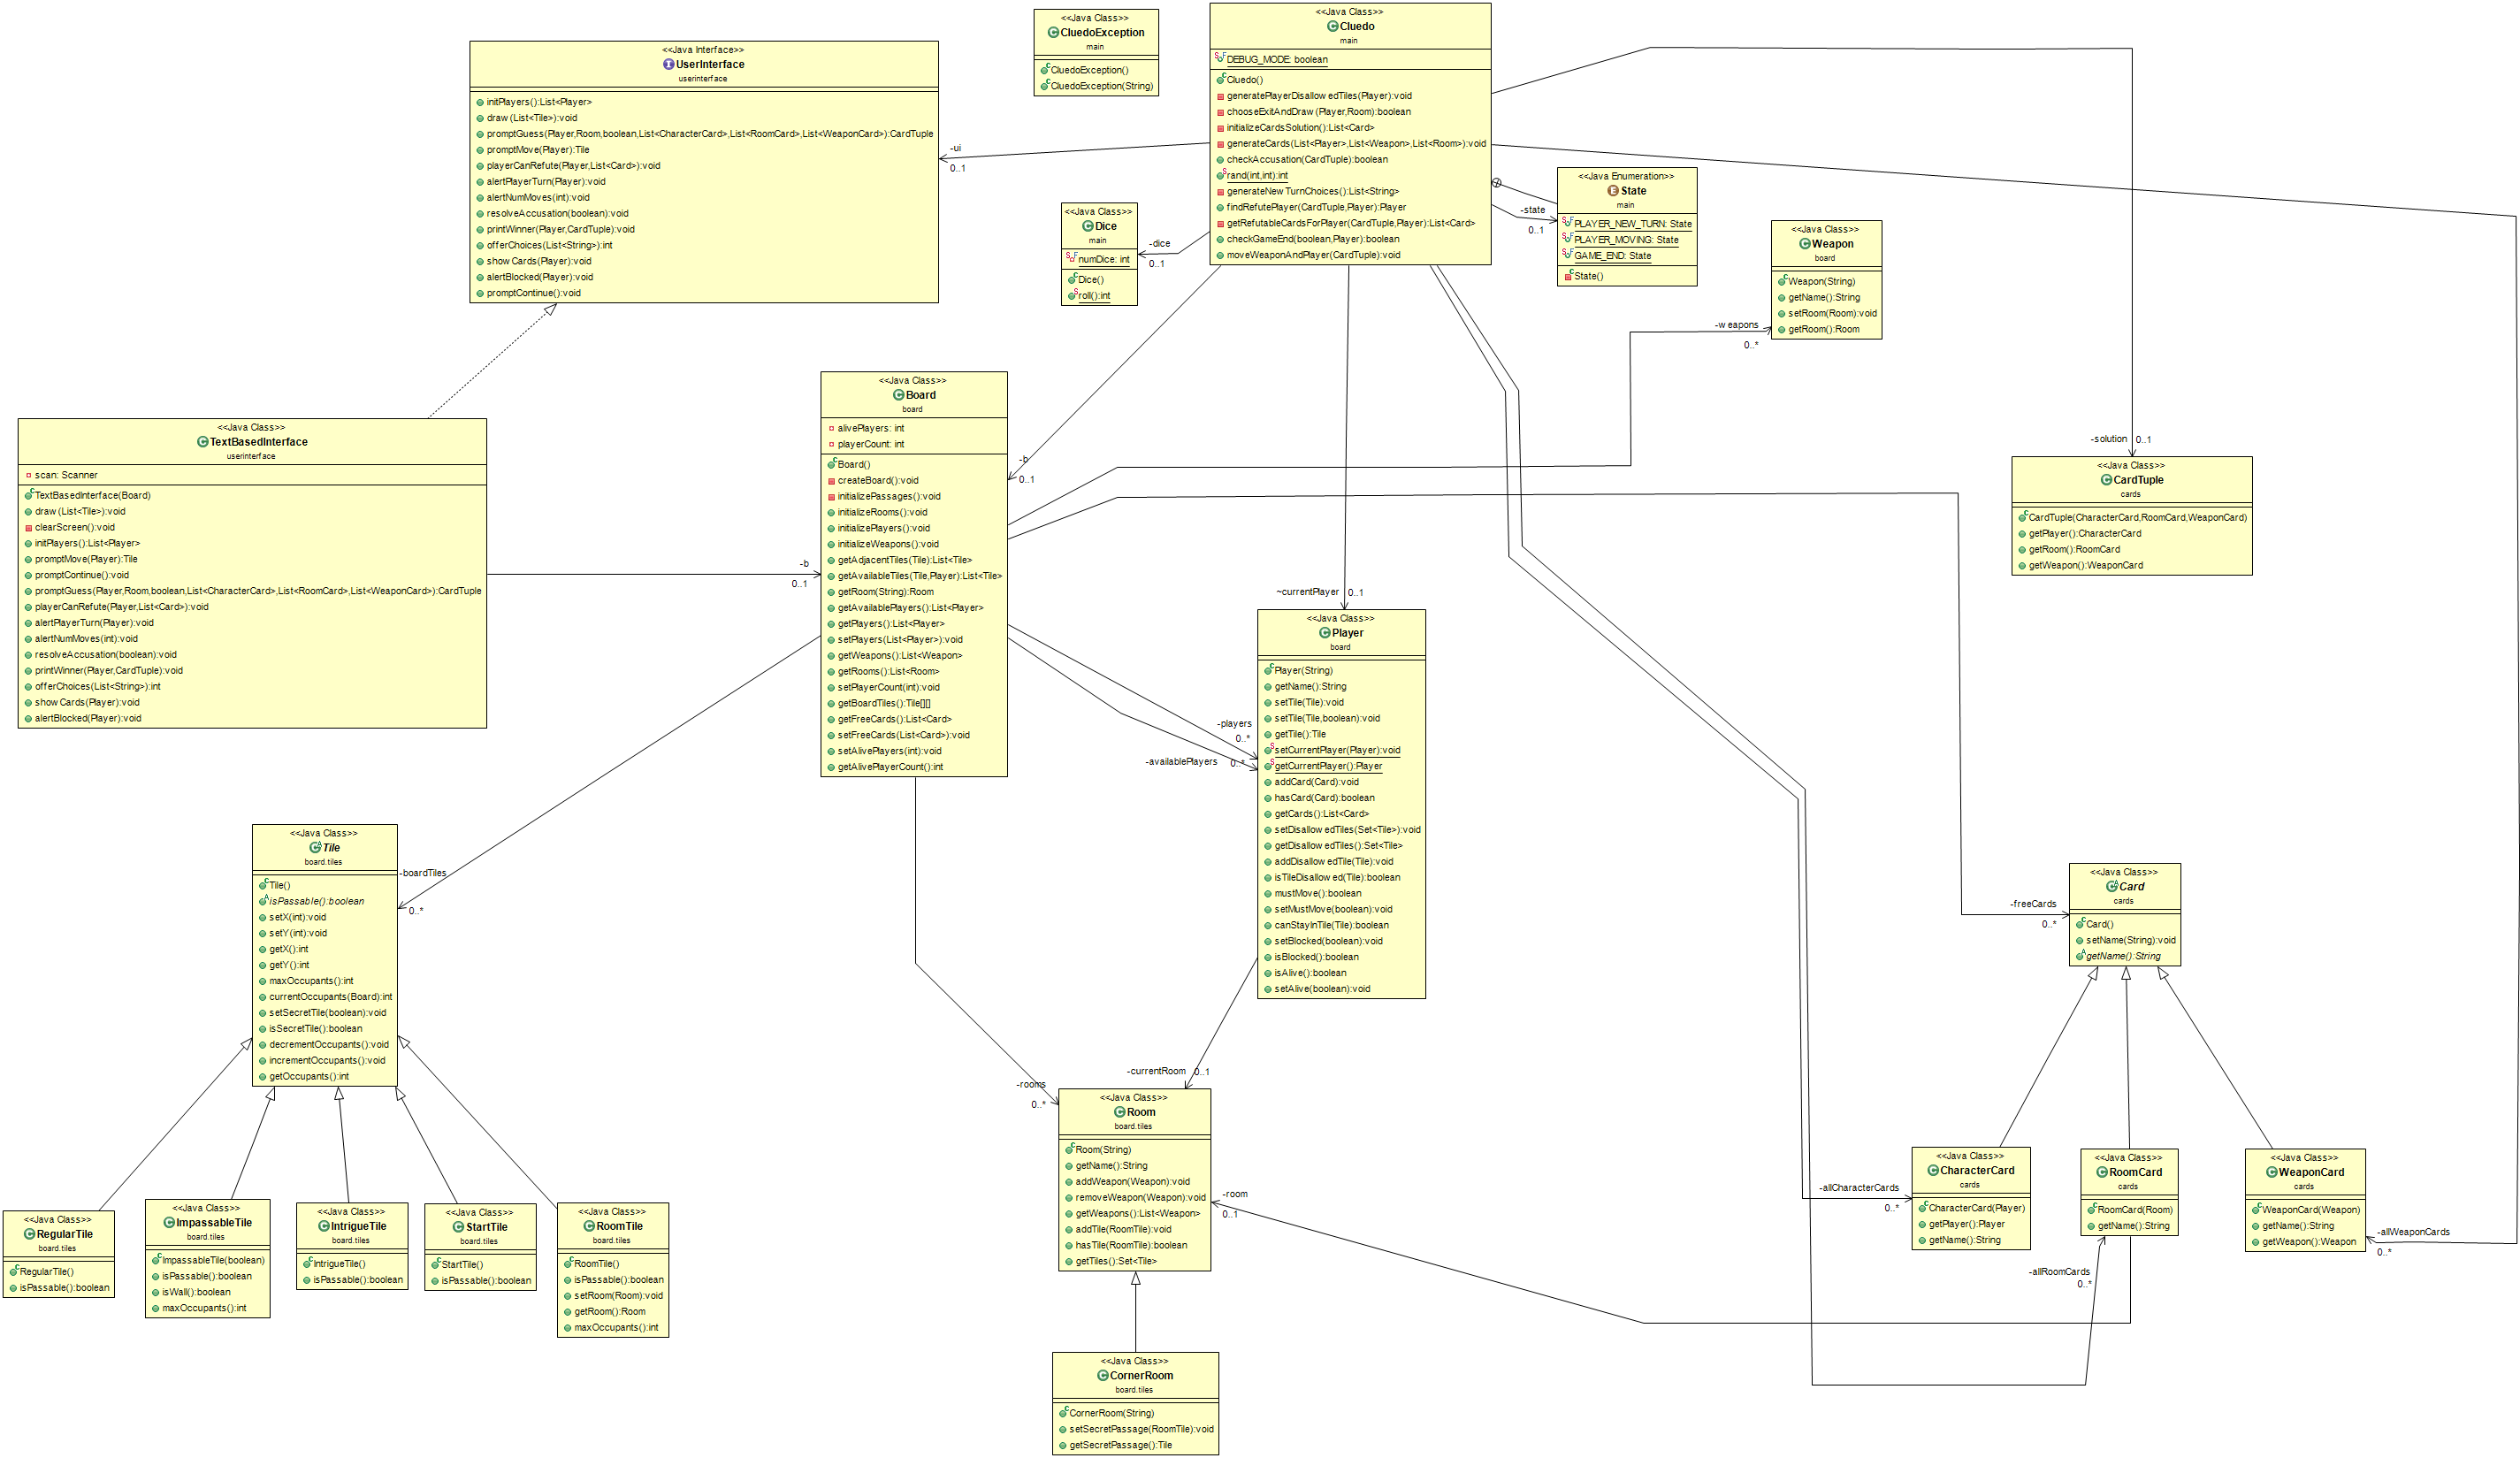 <<Java Interface>>
UserInterface
userinterface
initPlayers():List<Player>
draw (List<Tile>):void
promptGuess(Player,Room,boolean,List<CharacterCard>,List<RoomCard>,List<WeaponCard>):CardTuple
promptMove(Player):Tile
playerCanRefute(Player,List<Card>):void
alertPlayerTurn(Player):void
alertNumMoves(int):void
resolveAccusation(boolean):void
printWinner(Player,CardTuple):void
offerChoices(List<String>):int
show Cards(Player):void
alertBlocked(Player):void
promptContinue():void
<<Java Class>>
CluedoException
main
CluedoException()
CluedoException(String)
<<Java Class>>
Cluedo
main
DEBUG_MODE: boolean
Cluedo()
generatePlayerDisallow edTiles(Player):void
chooseExitAndDraw (Player,Room):boolean
initializeCardsSolution():List<Card>
generateCards(List<Player>,List<Weapon>,List<Room>):void
checkAccusation(CardTuple):boolean
rand(int,int):int
generateNew TurnChoices():List<String>
findRefutePlayer(CardTuple,Player):Player
getRefutableCardsForPlayer(CardTuple,Player):List<Card>
checkGameEnd(boolean,Player):boolean
moveWeaponAndPlayer(CardTuple):void
-ui
0..1
<<Java Class>>
Dice
main
numDice: int
Dice()
roll():int
-dice
0..1
-state
0..1
<<Java Enumeration>>
State
main
PLAYER_NEW_TURN: State
PLAYER_MOVING: State
GAME_END: State
State()
<<Java Class>>
Weapon
board
Weapon(String)
getName():String
setRoom(Room):void
getRoom():Room
-w eapons
0..*
<<Java Class>>
TextBasedInterface
userinterface
scan: Scanner
TextBasedInterface(Board)
draw (List<Tile>):void
clearScreen():void
initPlayers():List<Player>
promptMove(Player):Tile
promptContinue():void
promptGuess(Player,Room,boolean,List<CharacterCard>,List<RoomCard>,List<WeaponCard>):CardTuple
playerCanRefute(Player,List<Card>):void
alertPlayerTurn(Player):void
alertNumMoves(int):void
resolveAccusation(boolean):void
printWinner(Player,CardTuple):void
offerChoices(List<String>):int
show Cards(Player):void
alertBlocked(Player):void
-b
0..1
<<Java Class>>
Board
board
alivePlayers: int
playerCount: int
Board()
createBoard():void
initializePassages():void
initializeRooms():void
initializePlayers():void
initializeWeapons():void
getAdjacentTiles(Tile):List<Tile>
getAvailableTiles(Tile,Player):List<Tile>
getRoom(String):Room
getAvailablePlayers():List<Player>
getPlayers():List<Player>
setPlayers(List<Player>):void
getWeapons():List<Weapon>
getRooms():List<Room>
setPlayerCount(int):void
getBoardTiles():Tile[][]
getFreeCards():List<Card>
setFreeCards(List<Card>):void
setAlivePlayers(int):void
getAlivePlayerCount():int
-b
0..1
-solution
0..1
<<Java Class>>
CardTuple
cards
CardTuple(CharacterCard,RoomCard,WeaponCard)
getPlayer():CharacterCard
getRoom():RoomCard
getWeapon():WeaponCard
~currentPlayer
0..1
-players
0..*
-availablePlayers
0..*
<<Java Class>>
Player
board
Player(String)
getName():String
setTile(Tile):void
setTile(Tile,boolean):void
getTile():Tile
setCurrentPlayer(Player):void
getCurrentPlayer():Player
addCard(Card):void
hasCard(Card):boolean
getCards():List<Card>
setDisallow edTiles(Set<Tile>):void
getDisallow edTiles():Set<Tile>
addDisallow edTile(Tile):void
isTileDisallow ed(Tile):boolean
mustMove():boolean
setMustMove(boolean):void
canStayInTile(Tile):boolean
setBlocked(boolean):void
isBlocked():boolean
isAlive():boolean
setAlive(boolean):void
<<Java Class>>
Tile
board.tiles
Tile()
isPassable():boolean
setX(int):void
setY(int):void
getX():int
getY():int
maxOccupants():int
currentOccupants(Board):int
setSecretTile(boolean):void
isSecretTile():boolean
decrementOccupants():void
incrementOccupants():void
getOccupants():int
-boardTiles
0..*
<<Java Class>>
Card
cards
Card()
setName(String):void
getName():String
-freeCards
0..*
-rooms
0..*
-currentRoom
0..1
<<Java Class>>
Room
board.tiles
Room(String)
getName():String
addWeapon(Weapon):void
removeWeapon(Weapon):void
getWeapons():List<Weapon>
addTile(RoomTile):void
hasTile(RoomTile):boolean
getTiles():Set<Tile>
-room
0..1
<<Java Class>>
RegularTile
board.tiles
RegularTile()
isPassable():boolean
<<Java Class>>
ImpassableTile
board.tiles
ImpassableTile(boolean)
isPassable():boolean
isWall():boolean
maxOccupants():int
<<Java Class>>
IntrigueTile
board.tiles
IntrigueTile()
isPassable():boolean
<<Java Class>>
StartTile
board.tiles
StartTile()
isPassable():boolean
<<Java Class>>
RoomTile
board.tiles
RoomTile()
isPassable():boolean
setRoom(Room):void
getRoom():Room
maxOccupants():int
-allCharacterCards
0..*
<<Java Class>>
CharacterCard
cards
CharacterCard(Player)
getPlayer():Player
getName():String
<<Java Class>>
RoomCard
cards
RoomCard(Room)
getName():String
-allRoomCards
0..*
<<Java Class>>
WeaponCard
cards
WeaponCard(Weapon)
getName():String
getWeapon():Weapon
-allWeaponCards
0..*
<<Java Class>>
CornerRoom
board.tiles
CornerRoom(String)
setSecretPassage(RoomTile):void
getSecretPassage():Tile